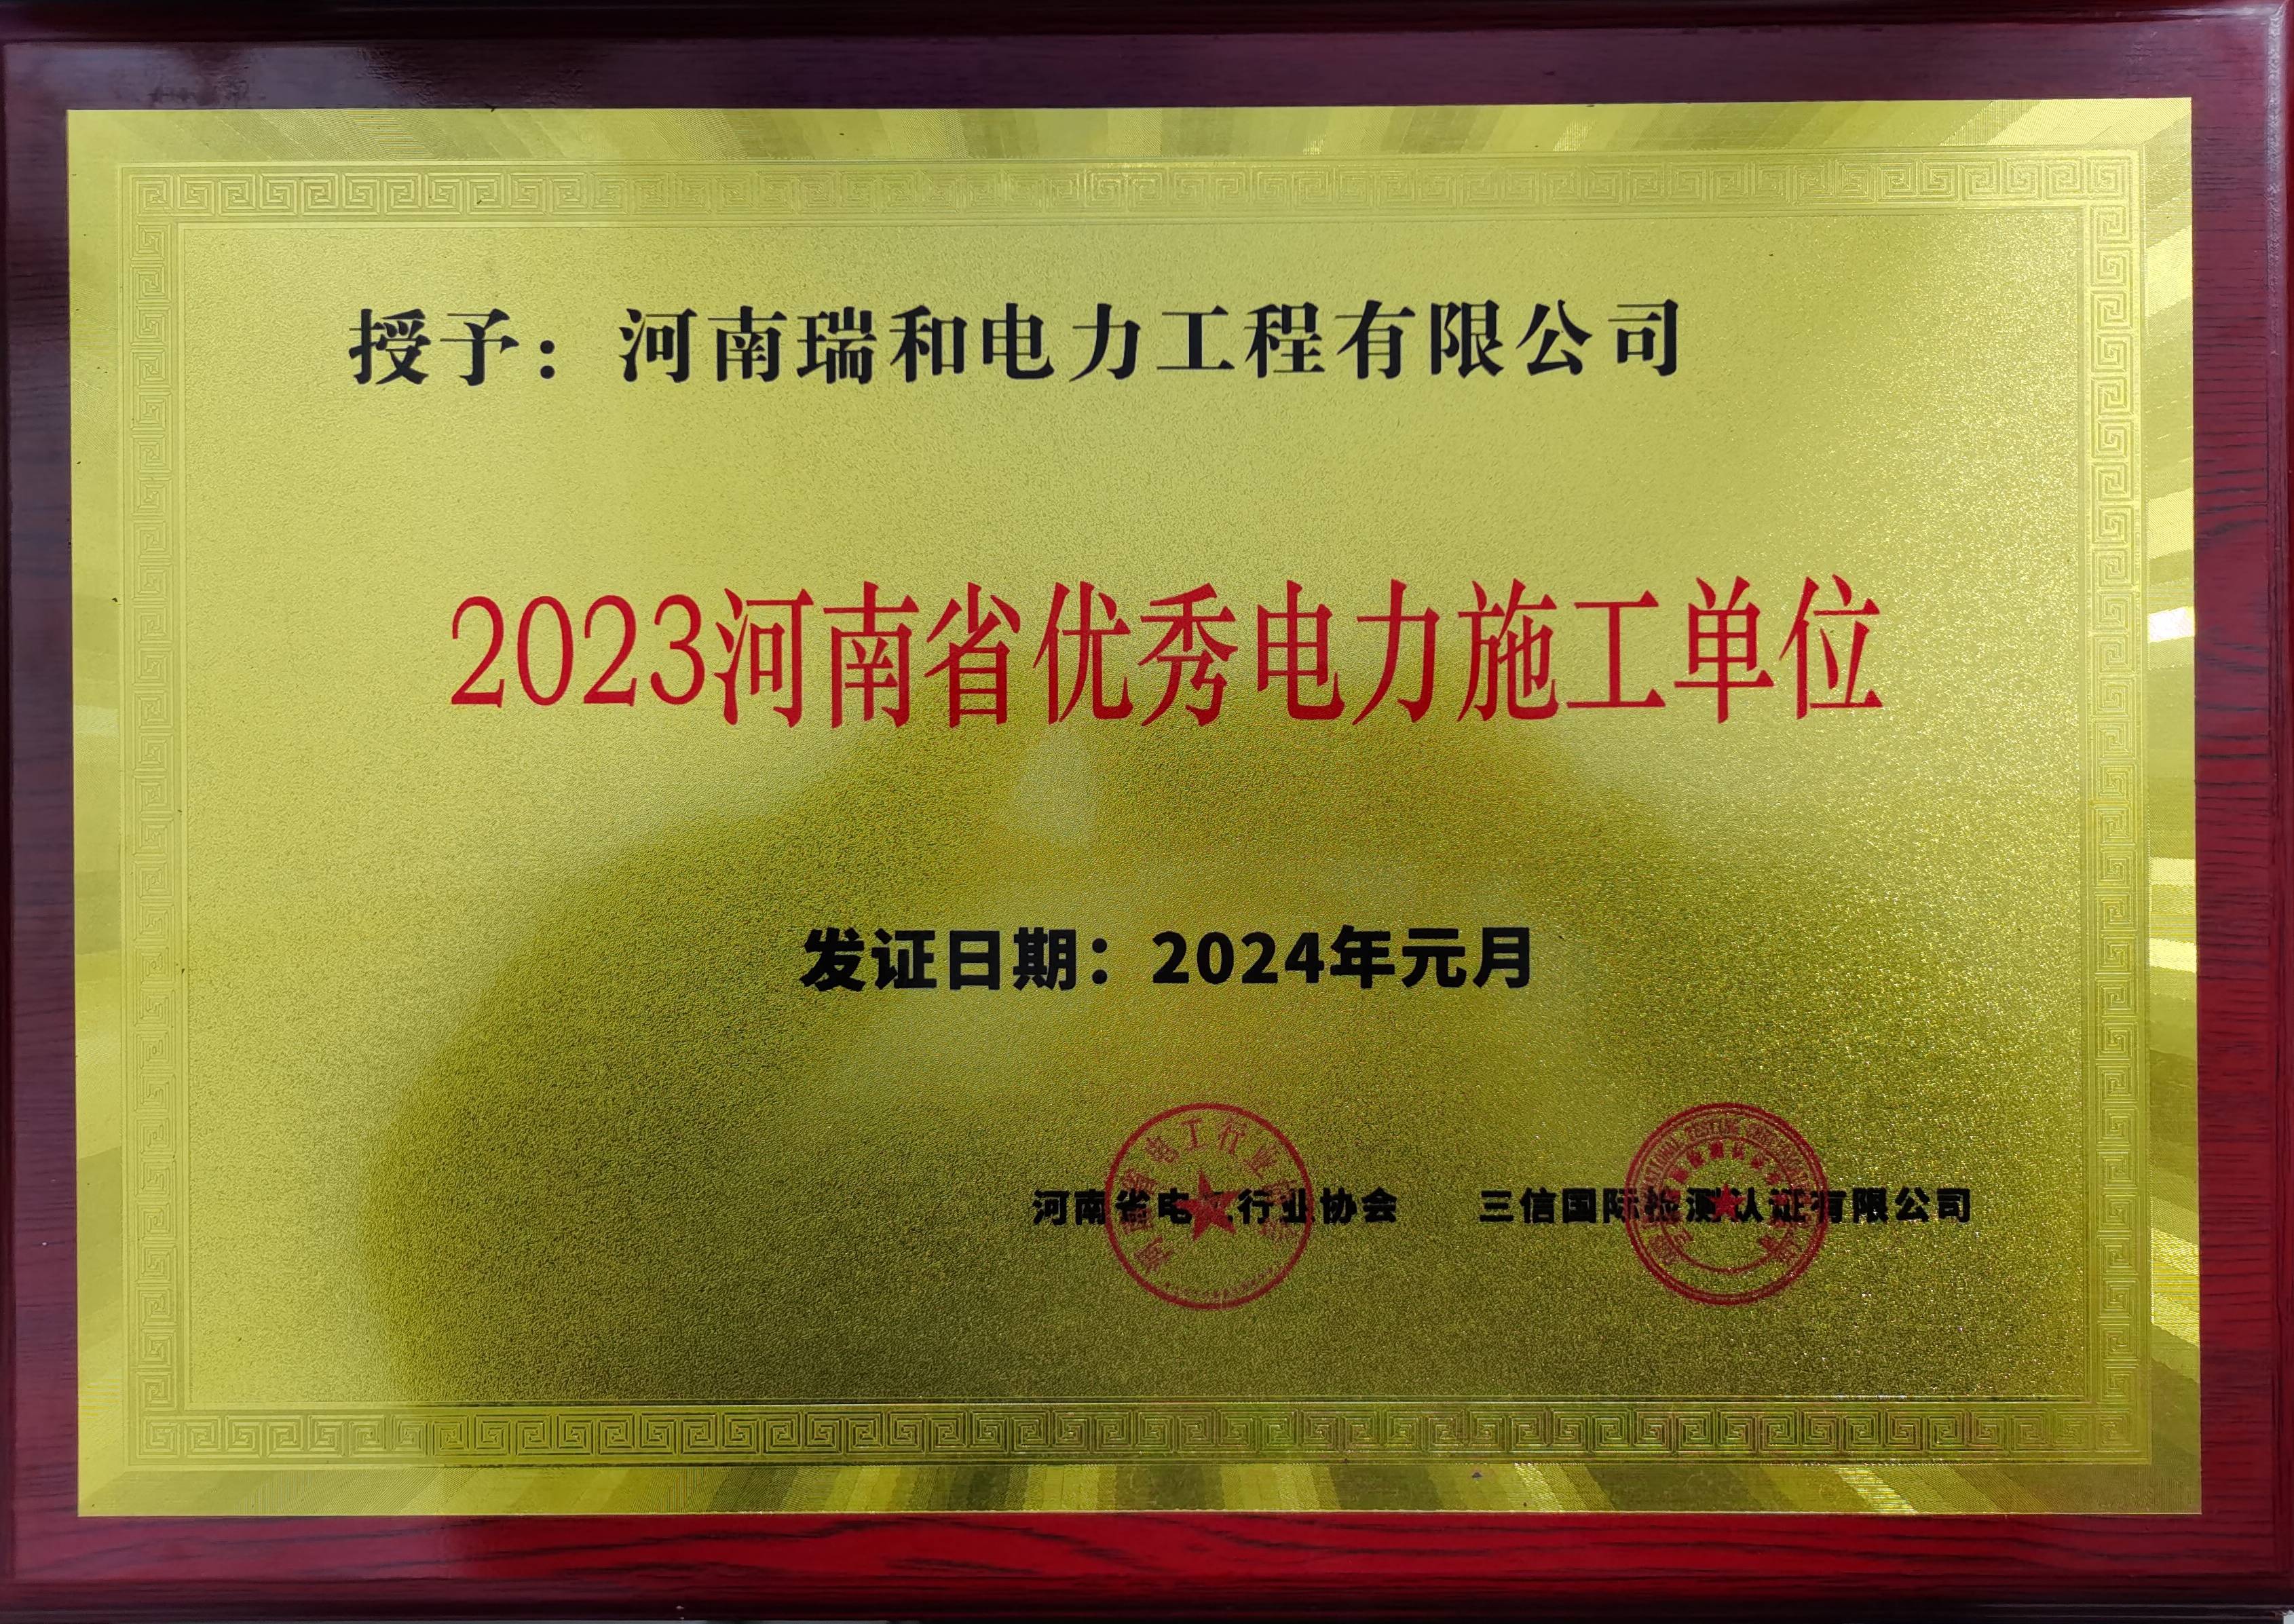 授予：河南瑞和电力工程有限公司
2023河南省优秀电力施工单位
发证日期：2024年元月
河南省电工行业协会 三信国际检测认证有限公司